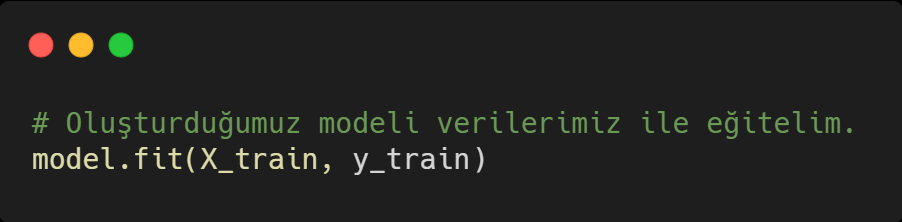 # Oluşturduğumuz modeli verilerimiz ile eğitelim.
model.fit(X_train, y_train)